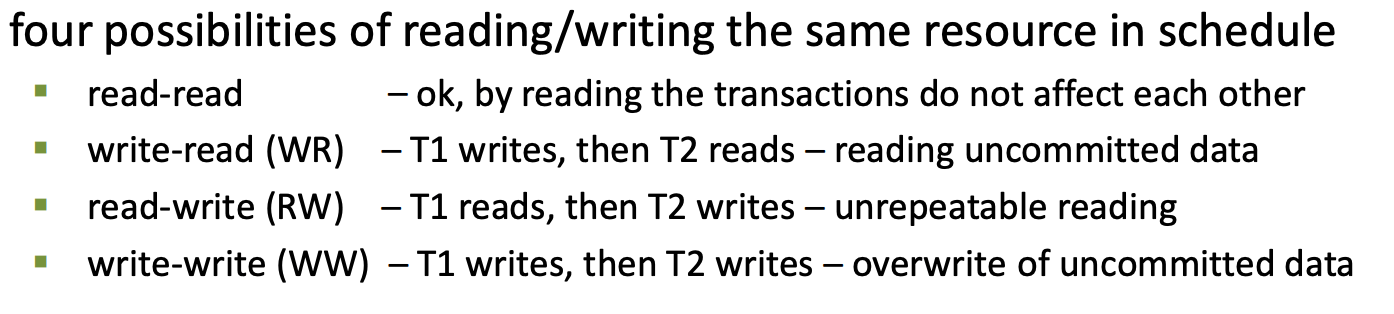 four possibilities of reading/writing the same resource in schedule
▪ read-read – ok, by reading the transactions do not affect each other
▪ write-read (WR) – T1 writes, then T2 reads – reading uncommitted data
▪ read-write (RW) – T1 reads, then T2 writes – unrepeatable reading
▪ write-write (WW) – T1 writes, then T2 writes – overwrite of uncommitted data